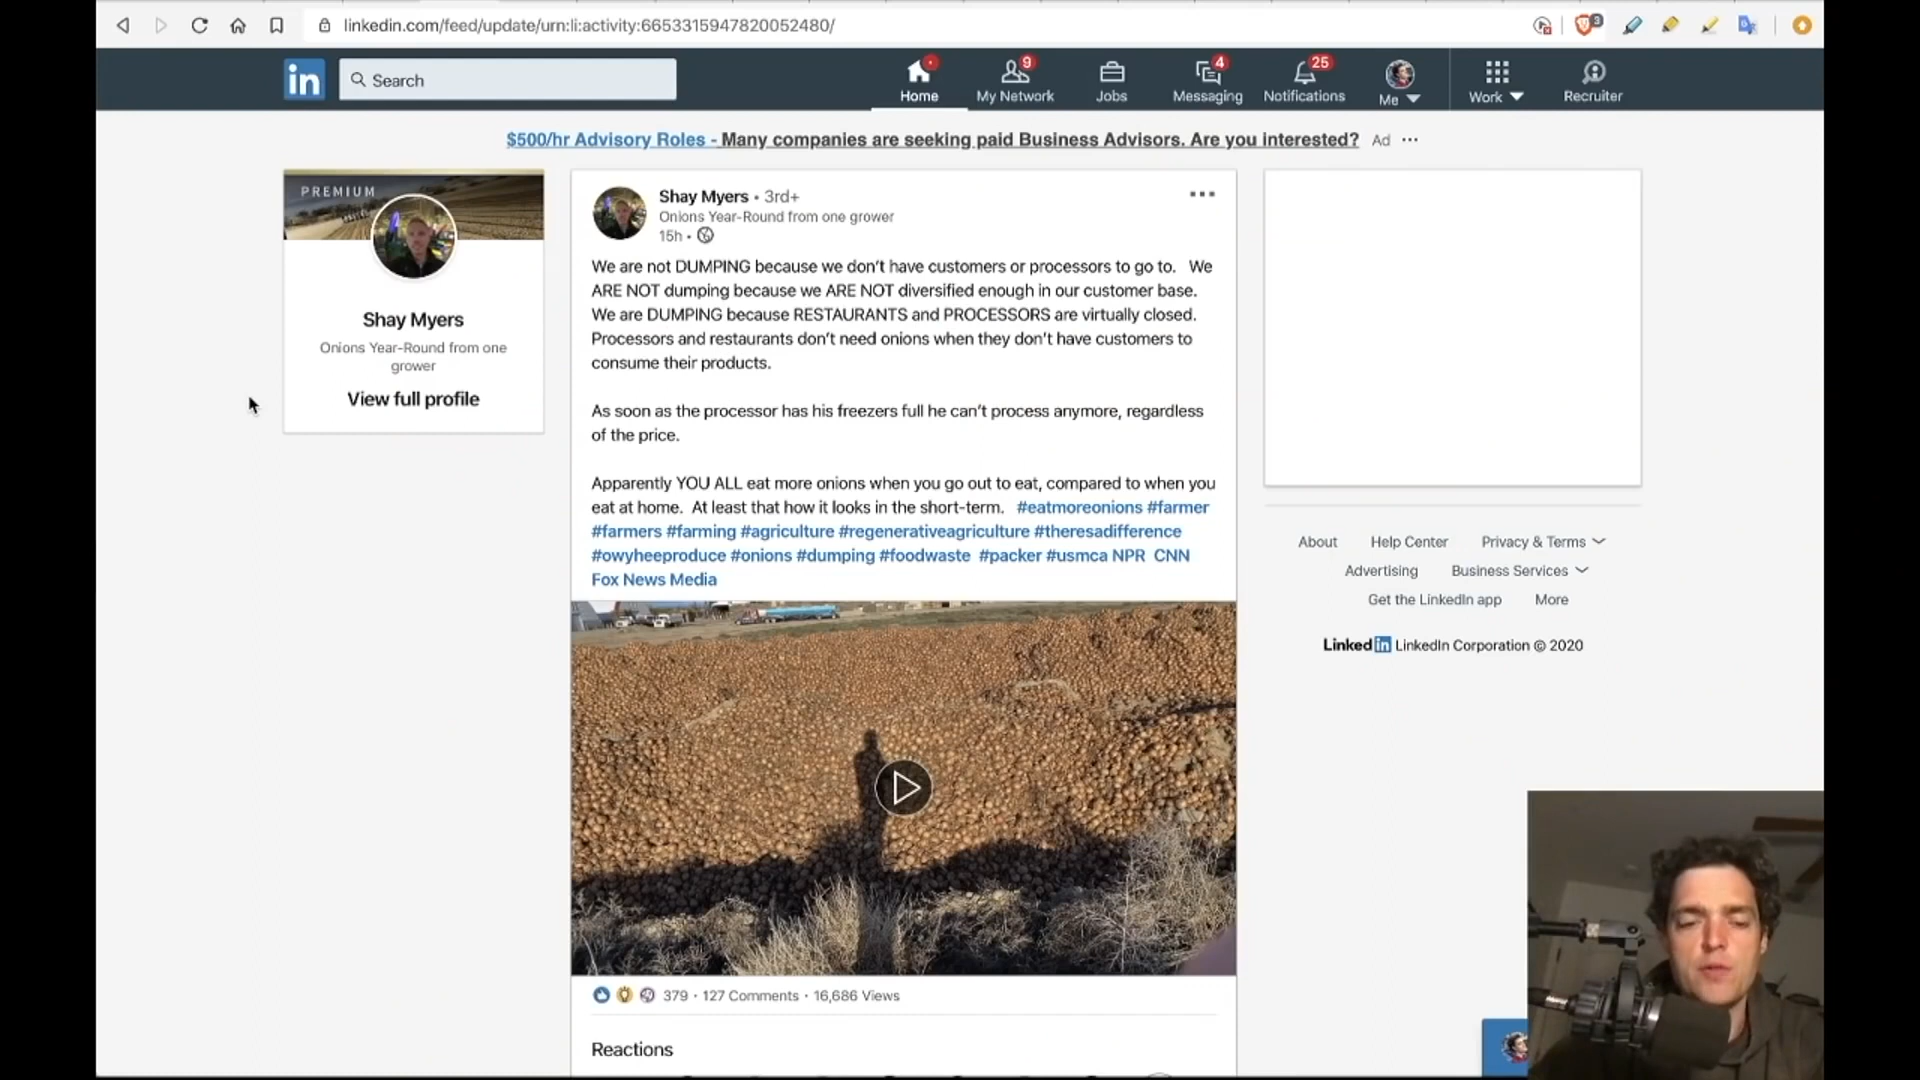 linkedin.com/feed/update/urn:li:activity:6653315947820052480/
3
in
Search
Home
9
My Network
Jobs
4
Messaging
25
Notifications
Me
Work
Recruiter
$500/hr Advisory Roles - Many companies are seeking paid Business Advisors. Are you interested? Ad ···
PREMIUM
Shay Myers
Onions Year-Round from one
grower
View full profile
Shay Myers • 3rd+
Onions Year-Round from one grower
15h •
We are not DUMPING because we don't have customers or processors to go to. We
ARE NOT dumping because we ARE NOT diversified enough in our customer base.
We are DUMPING because RESTAURANTS and PROCESSORS are virtually closed.
Processors and restaurants don't need onions when they don't have customers to
consume their products.
As soon as the processor has his freezers full he can't process anymore, regardless
of the price.
Apparently YOU ALL eat more onions when you go out to eat, compared to when you
eat at home. At least that how it looks in the short-term. #eatmoreonions #farmer
#farmers #farming #agriculture #regenerativeagriculture #theresadifference
#owyheeproduce #onions #dumping #foodwaste #packer #usmca NPR CNN
Fox News Media
379 · 127 Comments · 16,686 Views
Reactions
About Help Center Privacy & Terms
Advertising Business Services
Get the LinkedIn app More
Linkedin LinkedIn Corporation © 2020